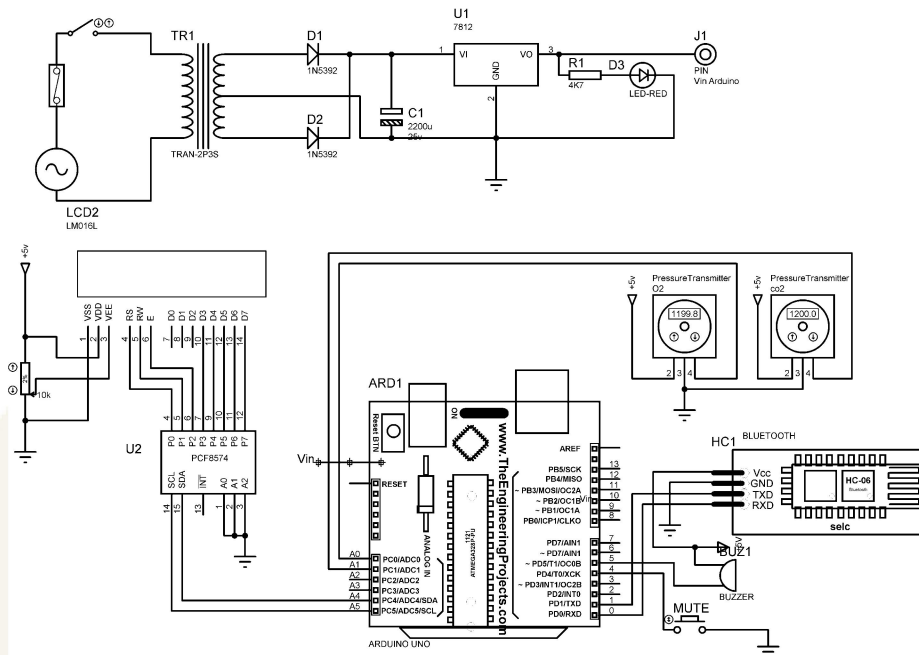 TR1
TRAN-2P3S
D1
1N5392
D2
1N5392
C1
2200u
25v
U1
7812
1
VI
VO
3
GND
2
R1
4K7
D3
LED-RED
J1
PIN
Vin Arduino
LCD2
LM016L
+5v
VSS
VDD
VEE
RS
RW
E
D0
D1
D2
D3
D4
D5
D6
D7
1
2
3
4
5
6
7
8
9
10
11
12
13
14
2%
10k
U2
4
5
6
7
9
10
11
12
P0
P1
P2
P3
P4
P5
P6
P7
PCF8574
SCL
SDA
INT
A0
A1
A2
14
15
13
1
2
3
ARD1
Reset BTN
ON
www.TheEngineeringProjects.com
Vin
RESET
ANALOG IN
1121
ATMEGA328P-PU
A0
A1
A2
A3
A4
A5
PC0/ADC0
PC1/ADC1
PC2/ADC2
PC3/ADC3
PC4/ADC4/SDA
PC5/ADC5/SCL
ARDUINO UNO
AREF
PB5/SCK 13
PB4/MISO 12
~ PB3/MOSI/OC2A 11
~ PB2/OC1B Vin 10
~ PB1/OC1A 9
PB0/ICP1/CLKO 8
PD7/AIN1 7
~ PD7/AIN1 6
~ PD5/T1/OC0B 5
PD4/T0/XCK 4
~ PD3/INT1/OC2B 3
PD2/INT0 2
PD1/TXD 1
PD0/RXD 0
+5v
PressureTransmitter
O2
1199.8
2 3 4
+5v
PressureTransmitter
co2
1200.0
2 3 4
HC1
BLUETOOTH
Vcc
GND
TXD
RXD
HC-06
Bluetooth
selc
BUZ1
BUZZER
MUTE